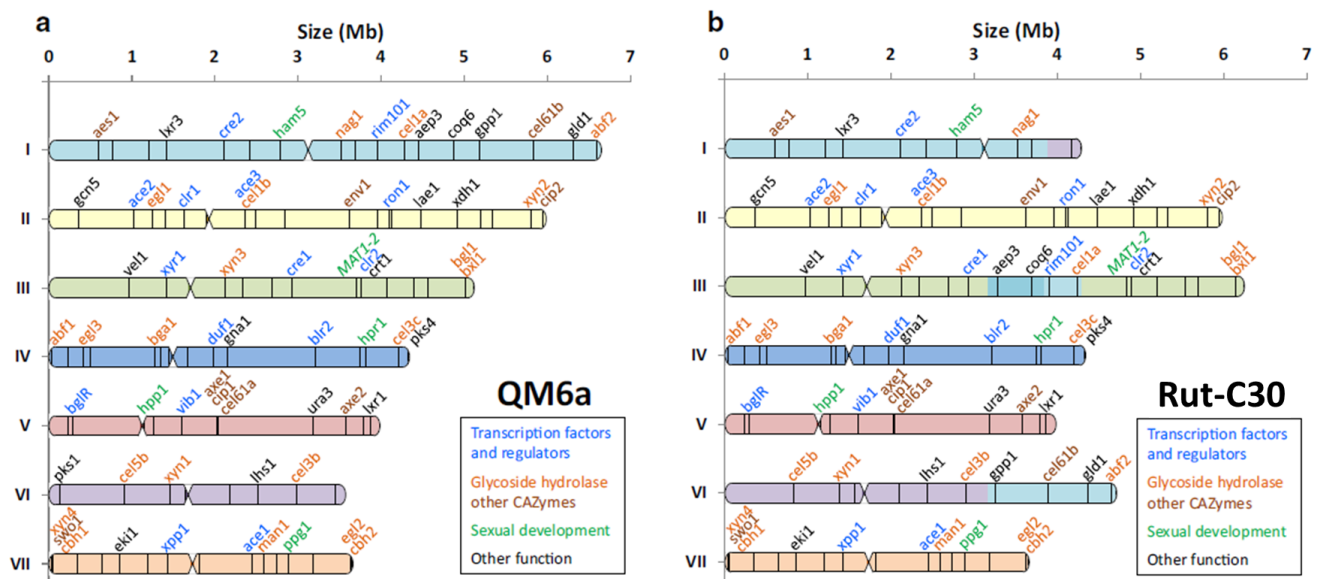 a
Size (Mb)
0 1 2 3 4 5 6 7
I
aes1 lxr3 cre2 ham5 nag1 rim101 cel1a aep3 coq6 gpp1 cel61b gld1 abf2
II
gcn5 ace2 egl1 clr1 ace3 cel1b env1 ron1 lae1 xdh1 xyn2 cip2
III
vel1 xyr1 xyn3 cre1 MAT1-2 clr2 crt1 bgl1 bxl1
IV
abf1 egl3 bga1 duf1 gna1 blr2 hpr1 cel3c pks4
V
bglR hpp1 vib1 axe1 cip1 cel61a ura3 axe2 lxr1
VI
pks1 cel5b xyn1 lhs1 cel3b
VII
xyn4 swo1 cbh1 eki1 xpp1 ace1 man1 ppg1 egl2 cbh2
QM6a
Transcription factors
and regulators
Glycoside hydrolase
other CAZymes
Sexual development
Other function
b
Size (Mb)
0 1 2 3 4 5 6 7
I
aes1 lxr3 cre2 ham5 nag1
II
gcn5 ace2 egl1 clr1 ace3 cel1b env1 ron1 lae1 xdh1 xyn2 cip2
III
vel1 xyr1 xyn3 cre1 aep3 coq6 rim101 cel1a MAT1-2 clr2 crt1 bgl1 bxl1
IV
abf1 egl3 bga1 duf1 gna1 blr2 hpr1 cel3c pks4
V
bglR hpp1 vib1 axe1 cip1 cel61a ura3 axe2 lxr1
VI
cel5b xyn1 lhs1 cel3b gpp1 cel61b gld1 abf2
VII
xyn4 swo1 cbh1 eki1 xpp1 ace1 man1 ppg1 egl2 cbh2
Rut-C30
Transcription factors
and regulators
Glycoside hydrolase
other CAZymes
Sexual development
Other function